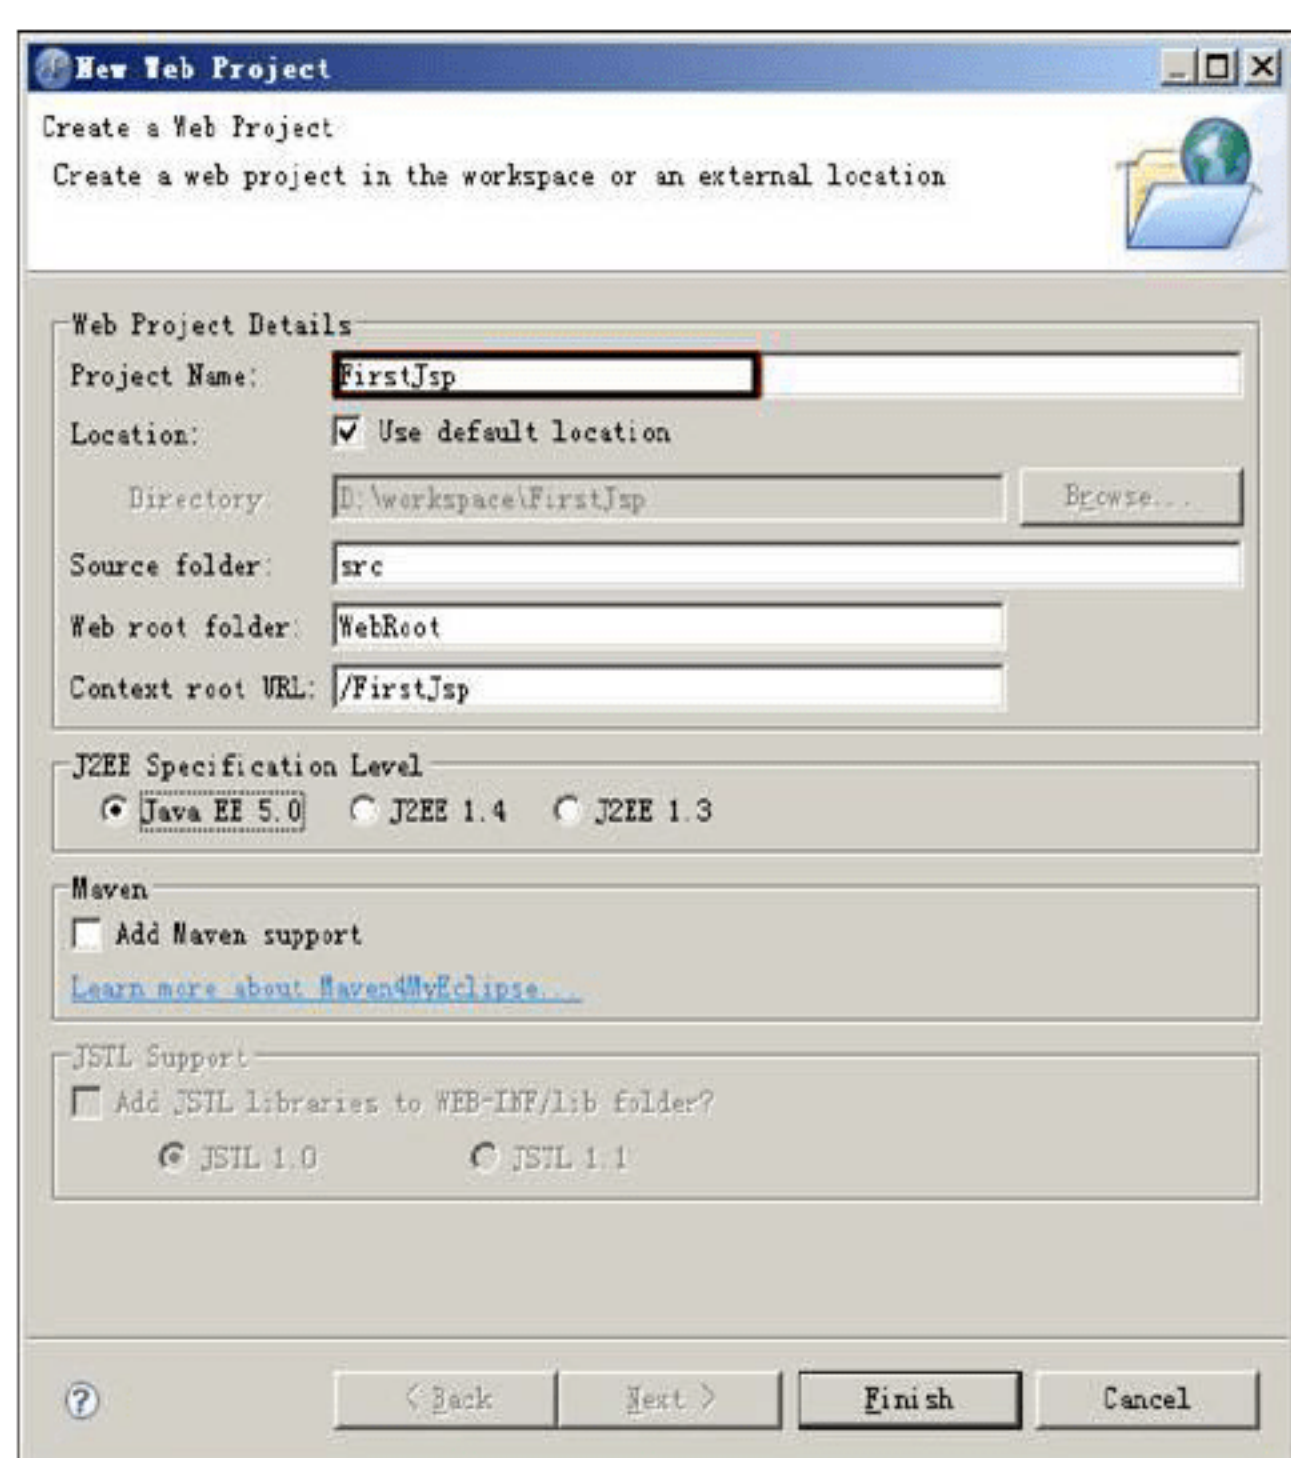 New Web Project
Create a Web Project
Create a web project in the workspace or an external location
Web Project Details
Project Name: FirstJsp
Location: Use default location
Directory: D:\workspace\FirstJsp Browse...
Source folder: src
Web root folder: WebRoot
Context root URL: /FirstJsp
J2EE Specification Level
Java EE 5.0 J2EE 1.4 J2EE 1.3
Maven
Add Maven support
Learn more about Maven4MyEclipse...
JSTL Support
Add JSTL libraries to WEB-INF/lib folder?
JSTL 1.0 JSTL 1.1
? < Back Next > Finish Cancel